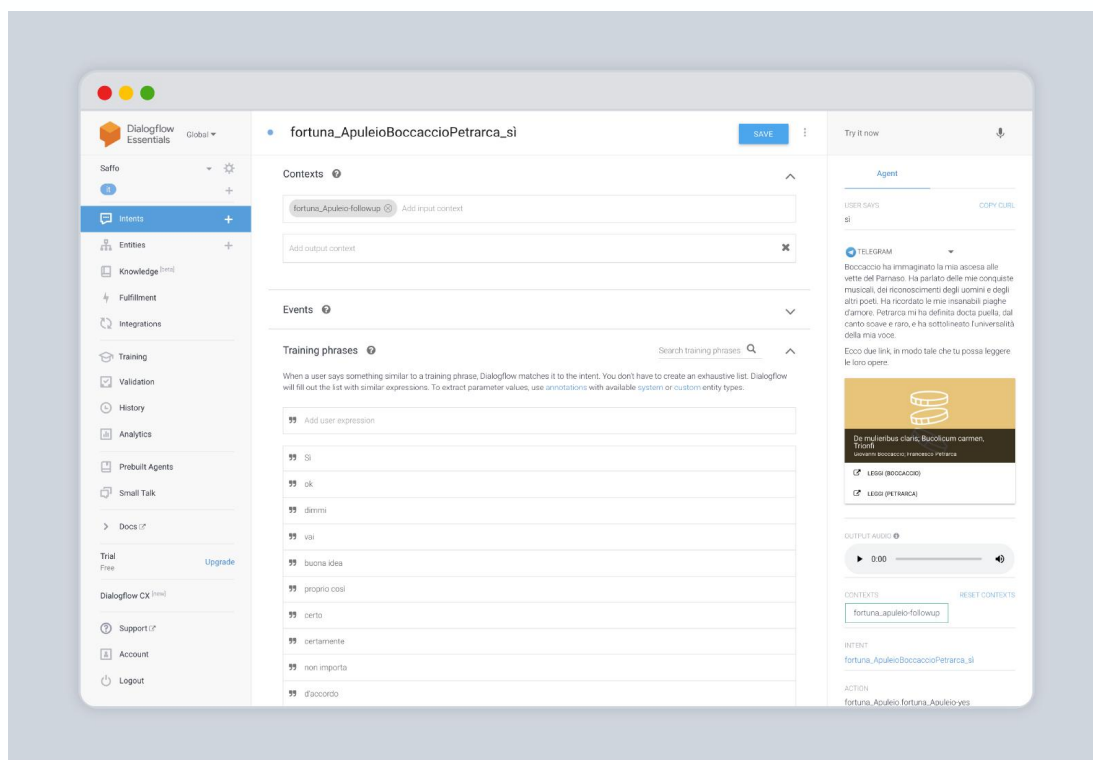 Dialogflow
Essentials
Global
Saffo
it
Intents
Entities
Knowledge [beta]
Fulfillment
Integrations
Training
Validation
History
Analytics
Prebuilt Agents
Small Talk
Docs
Trial
Free
Upgrade
Dialogflow CX [new]
Support
Account
Logout
fortuna_ApuleioBoccaccioPetrarca_sì
SAVE
Contexts
fortuna_Apuleio-followup
Add input context
Add output context
Events
Training phrases
Search training phrases
When a user says something similar to a training phrase, Dialogflow matches it to the intent. You don't have to create an exhaustive list. Dialogflow
will fill out the list with similar expressions. To extract parameter values, use annotations with available system or custom entity types.
Add user expression
Sì
ok
dimmi
vai
buona idea
proprio così
certo
certamente
non importa
d'accordo
Try it now
Agent
USER SAYS
COPY CURL
sì
TELEGRAM
Boccaccio ha immaginato la mia ascesa alle
vette del Parnaso. Ha parlato delle mie conquiste
musicali, dei riconoscimenti degli uomini e degli
altri poeti. Ha ricordato le mie insanabili piaghe
d'amore. Petrarca mi ha definita docta puella, dal
canto soave e raro, e ha sottolineato l'universalità
della mia voce.
Ecco due link, in modo tale che tu possa leggere
le loro opere.
De mulieribus claris; Bucolicum carmen,
Trionfi
Giovanni Boccaccio; Francesco Petrarca
LEGGI (BOCCACCIO)
LEGGI (PETRARCA)
OUTPUT AUDIO
0:00
CONTEXTS
RESET CONTEXTS
fortuna_apuleio-followup
INTENT
fortuna_ApuleioBoccaccioPetrarca_sì
ACTION
fortuna_Apuleio.fortuna_Apuleio-yes